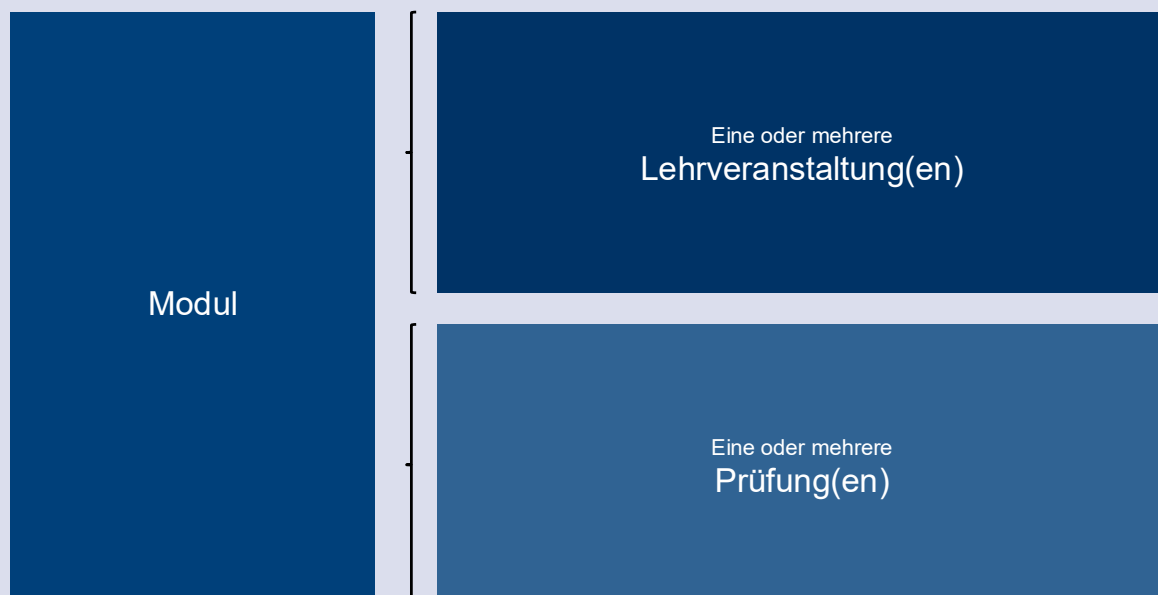 Modul
Eine oder mehrere
Lehrveranstaltung(en)
Eine oder mehrere
Prüfung(en)